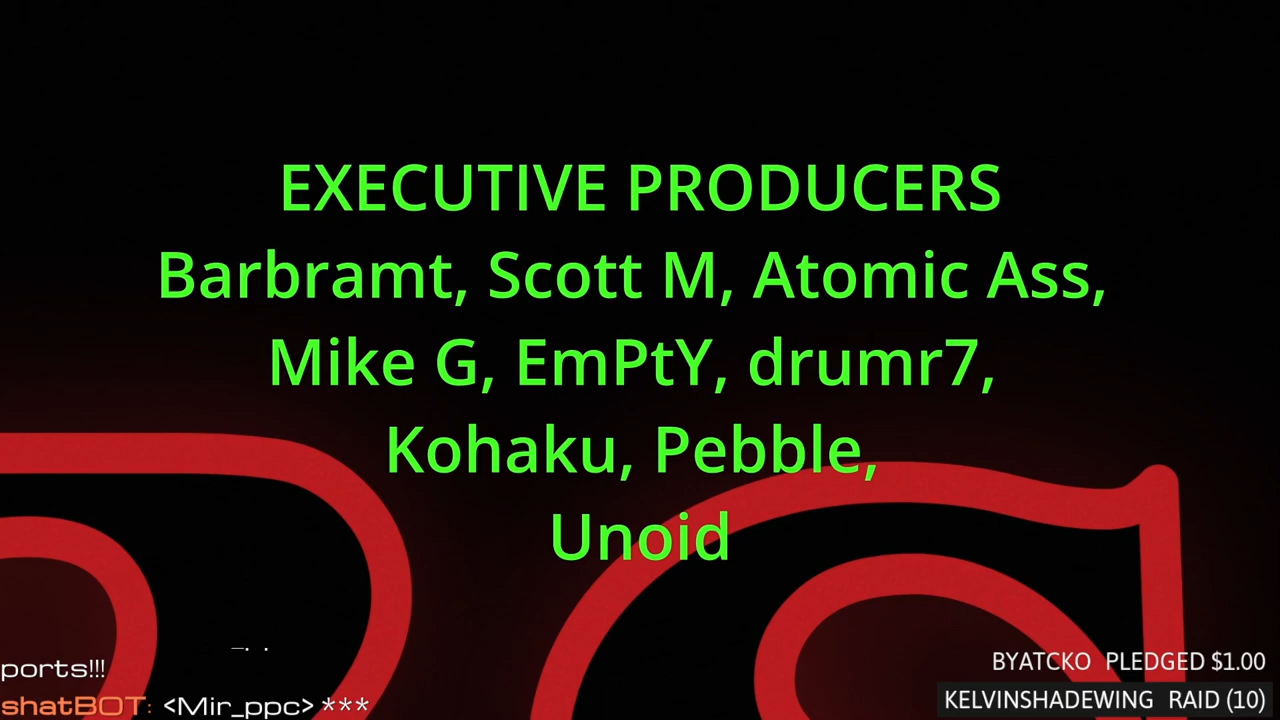 EXECUTIVE PRODUCERS
Barbramt, Scott M, Atomic Ass,
Mike G, EmPtY, drumr7,
Kohaku, Pebble,
Unoid
ports!!!
shatBOT: <Mir_ppc> ***
BYATCKO PLEDGED $1.00
KELVINSHADEWING RAID (10)